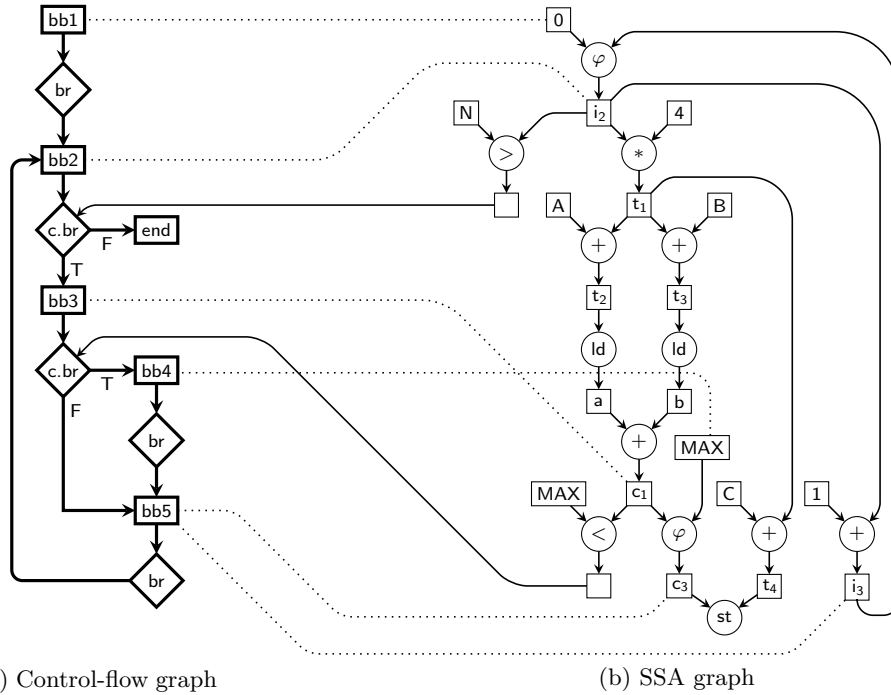 bb1 0
φ
br
N i₂ 4
bb2 > *
A t₁ B
c.br F end + +
T
bb3 t₂ t₃
c.br T bb4 ld ld
F a b
br + MAX
bb5 MAX c₁ C 1
< φ + +
br c₃ t₄ i₃
st
) Control-flow graph (b) SSA graph